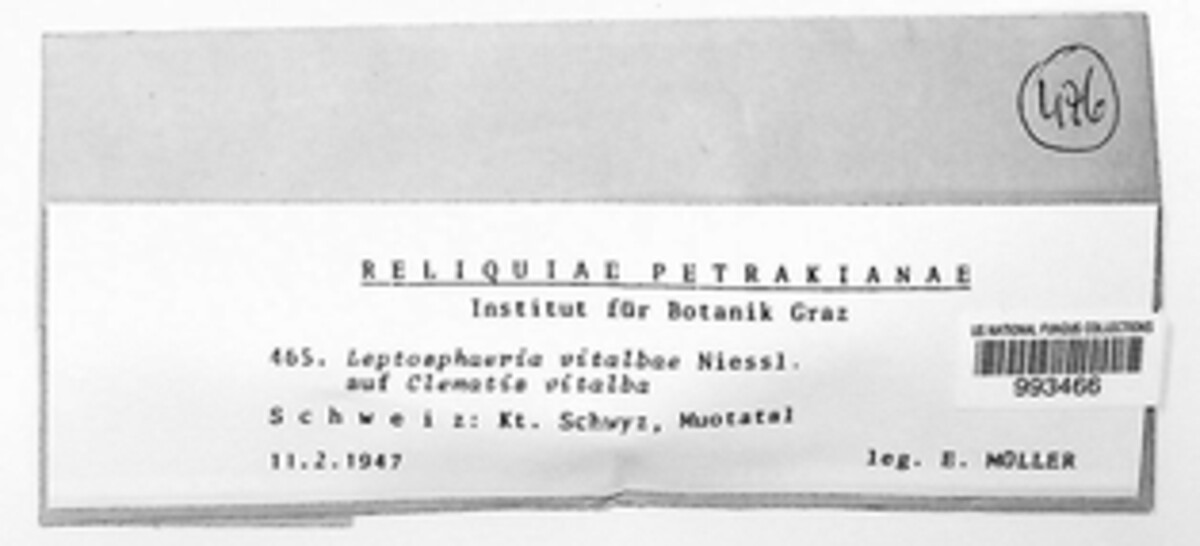 476
RELIQUIAE PETRAKIANAE
Institut für Botanik Graz
465. Leptosphaeria vitalbae Niessl.
auf Clematis vitalba
Schweiz: Kt. Schwyz, Muotatal
11.2.1947
leg. E. MÜLLER
US NATIONAL FUNGUS COLLECTIONS
993466